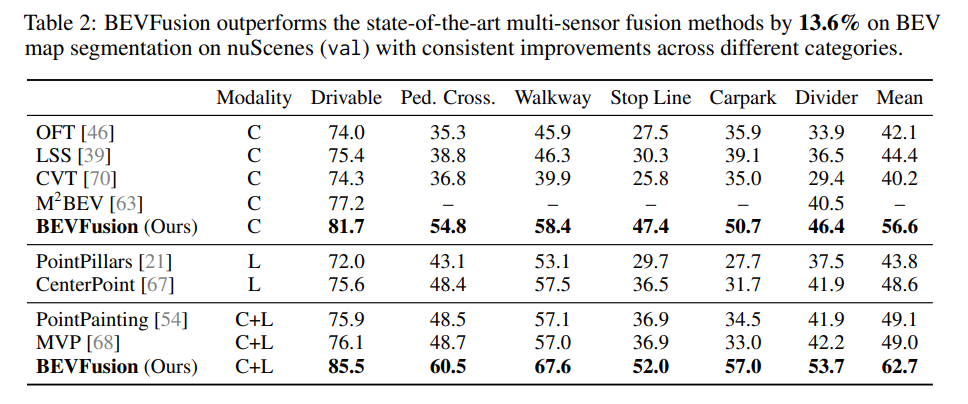 Table 2: BEVFusion outperforms the state-of-the-art multi-sensor fusion methods by 13.6% on BEV
map segmentation on nuScenes (val) with consistent improvements across different categories.
Modality Drivable Ped. Cross. Walkway Stop Line Carpark Divider Mean
OFT [46] C 74.0 35.3 45.9 27.5 35.9 33.9 42.1
LSS [39] C 75.4 38.8 46.3 30.3 39.1 36.5 44.4
CVT [70] C 74.3 36.8 39.9 25.8 35.0 29.4 40.2
M²BEV [63] C 77.2 – – – – 40.5 –
BEVFusion (Ours) C 81.7 54.8 58.4 47.4 50.7 46.4 56.6
PointPillars [21] L 72.0 43.1 53.1 29.7 27.7 37.5 43.8
CenterPoint [67] L 75.6 48.4 57.5 36.5 31.7 41.9 48.6
PointPainting [54] C+L 75.9 48.5 57.1 36.9 34.5 41.9 49.1
MVP [68] C+L 76.1 48.7 57.0 36.9 33.0 42.2 49.0
BEVFusion (Ours) C+L 85.5 60.5 67.6 52.0 57.0 53.7 62.7